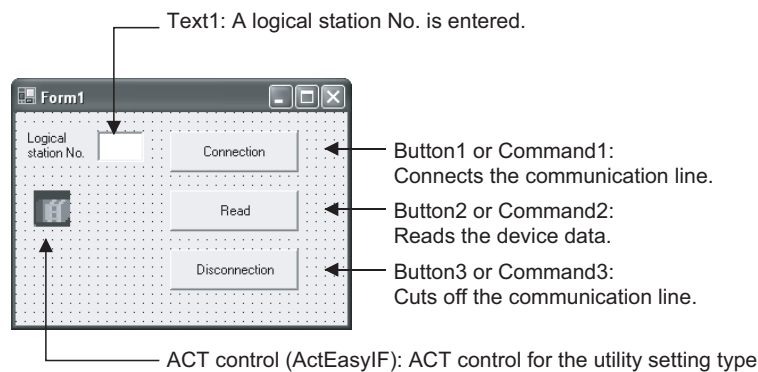 Text1: A logical station No. is entered.
Form1
Logical
station No.
Connection
Button1 or Command1:
Connects the communication line.
Read
Button2 or Command2:
Reads the device data.
Disconnection
Button3 or Command3:
Cuts off the communication line.
ACT control (ActEasyIF): ACT control for the utility setting type